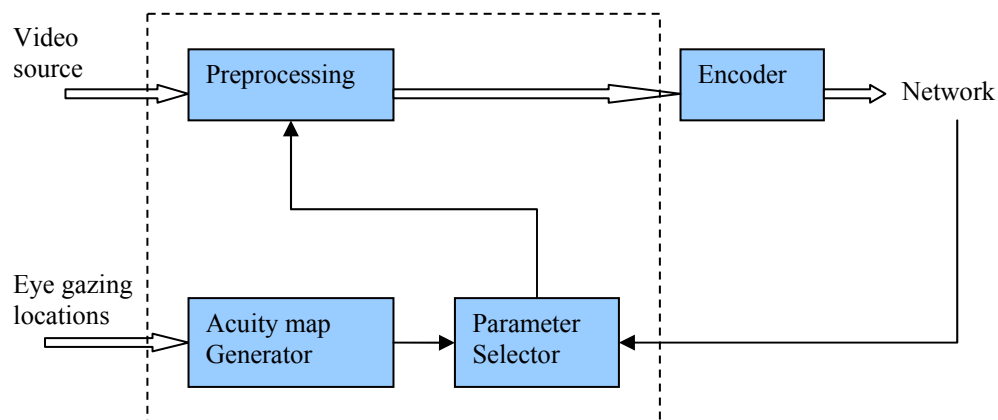 Video
source
Preprocessing
Encoder
Network
Eye gazing
locations
Acuity map
Generator
Parameter
Selector